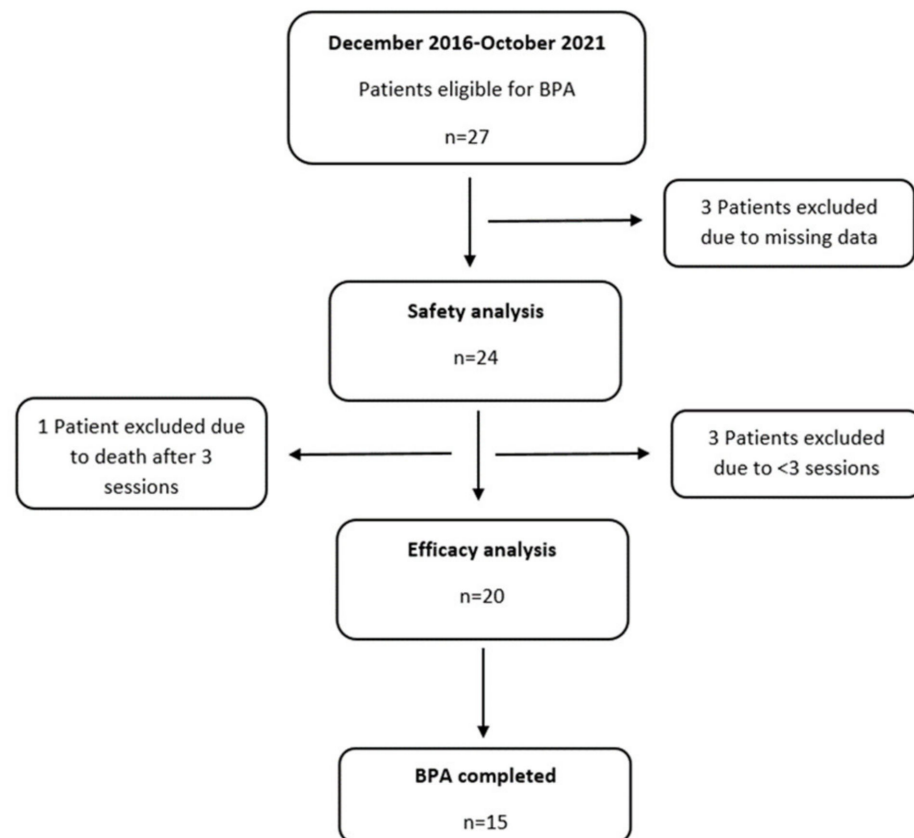 December 2016-October 2021
Patients eligible for BPA
n=27
3 Patients excluded
due to missing data
Safety analysis
n=24
1 Patient excluded due
to death after 3
sessions
3 Patients excluded
due to <3 sessions
Efficacy analysis
n=20
BPA completed
n=15